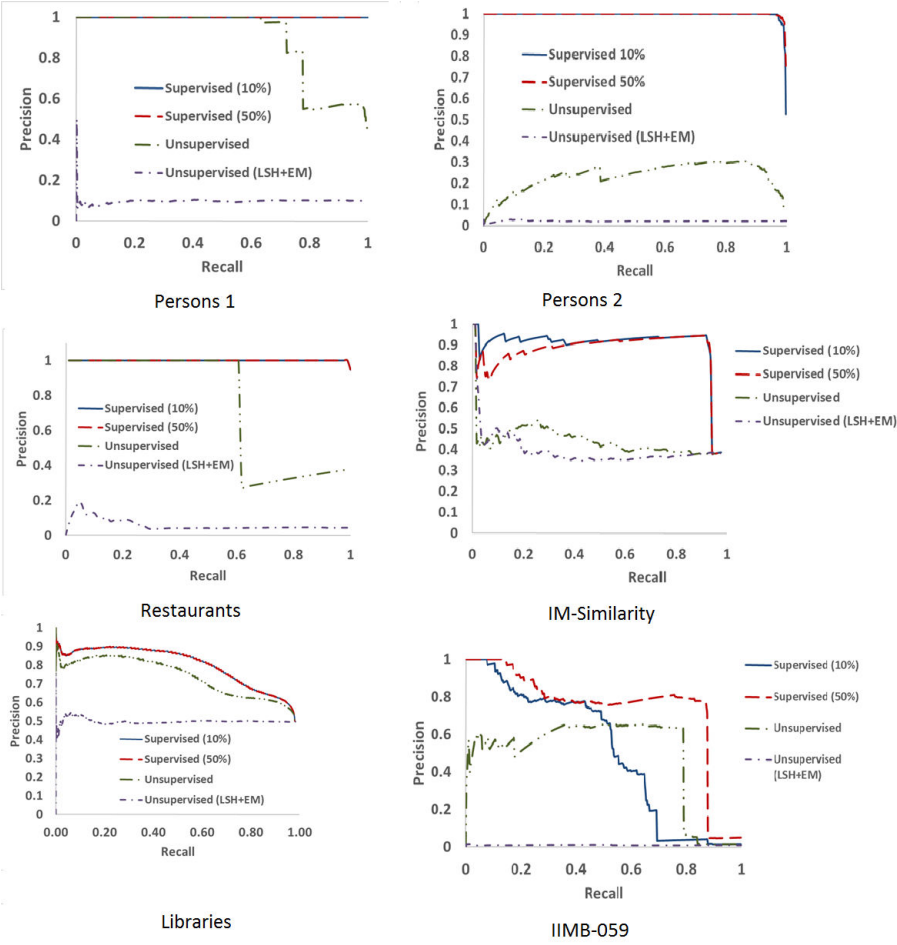 1
0.8
0.6
0.4
0.2
0
Precision
Supervised (10%)
Supervised (50%)
Unsupervised
Unsupervised (LSH+EM)
0 0.2 0.4 0.6 0.8 1
Recall
Persons 1
1
0.9
0.8
0.7
0.6
0.5
0.4
0.3
0.2
0.1
0
Precision
Supervised 10%
Supervised 50%
Unsupervised
Unsupervised (LSH+EM)
0 0.2 0.4 0.6 0.8 1
Recall
Persons 2
1
0.8
0.6
0.4
0.2
0
Precision
Supervised (10%)
Supervised (50%)
Unsupervised
Unsupervised (LSH+EM)
0 0.2 0.4 0.6 0.8 1
Recall
Restaurants
1
0.9
0.8
0.7
0.6
0.5
0.4
0.3
0.2
0.1
0
Precision
Supervised (10%)
Supervised (50%)
Unsupervised
Unsupervised (LSH+EM)
0 0.2 0.4 0.6 0.8 1
Recall
IM-Similarity
1
0.9
0.8
0.7
0.6
0.5
0.4
0.3
0.2
0.1
0
Precision
Supervised (10%)
Supervised (50%)
Unsupervised
Unsupervised (LSH+EM)
0.00 0.20 0.40 0.60 0.80 1.00
Recall
Libraries
1
0.8
0.6
0.4
0.2
0
Precision
Supervised (10%)
Supervised (50%)
Unsupervised
Unsupervised
(LSH+EM)
0 0.2 0.4 0.6 0.8 1
Recall
IIMB-059